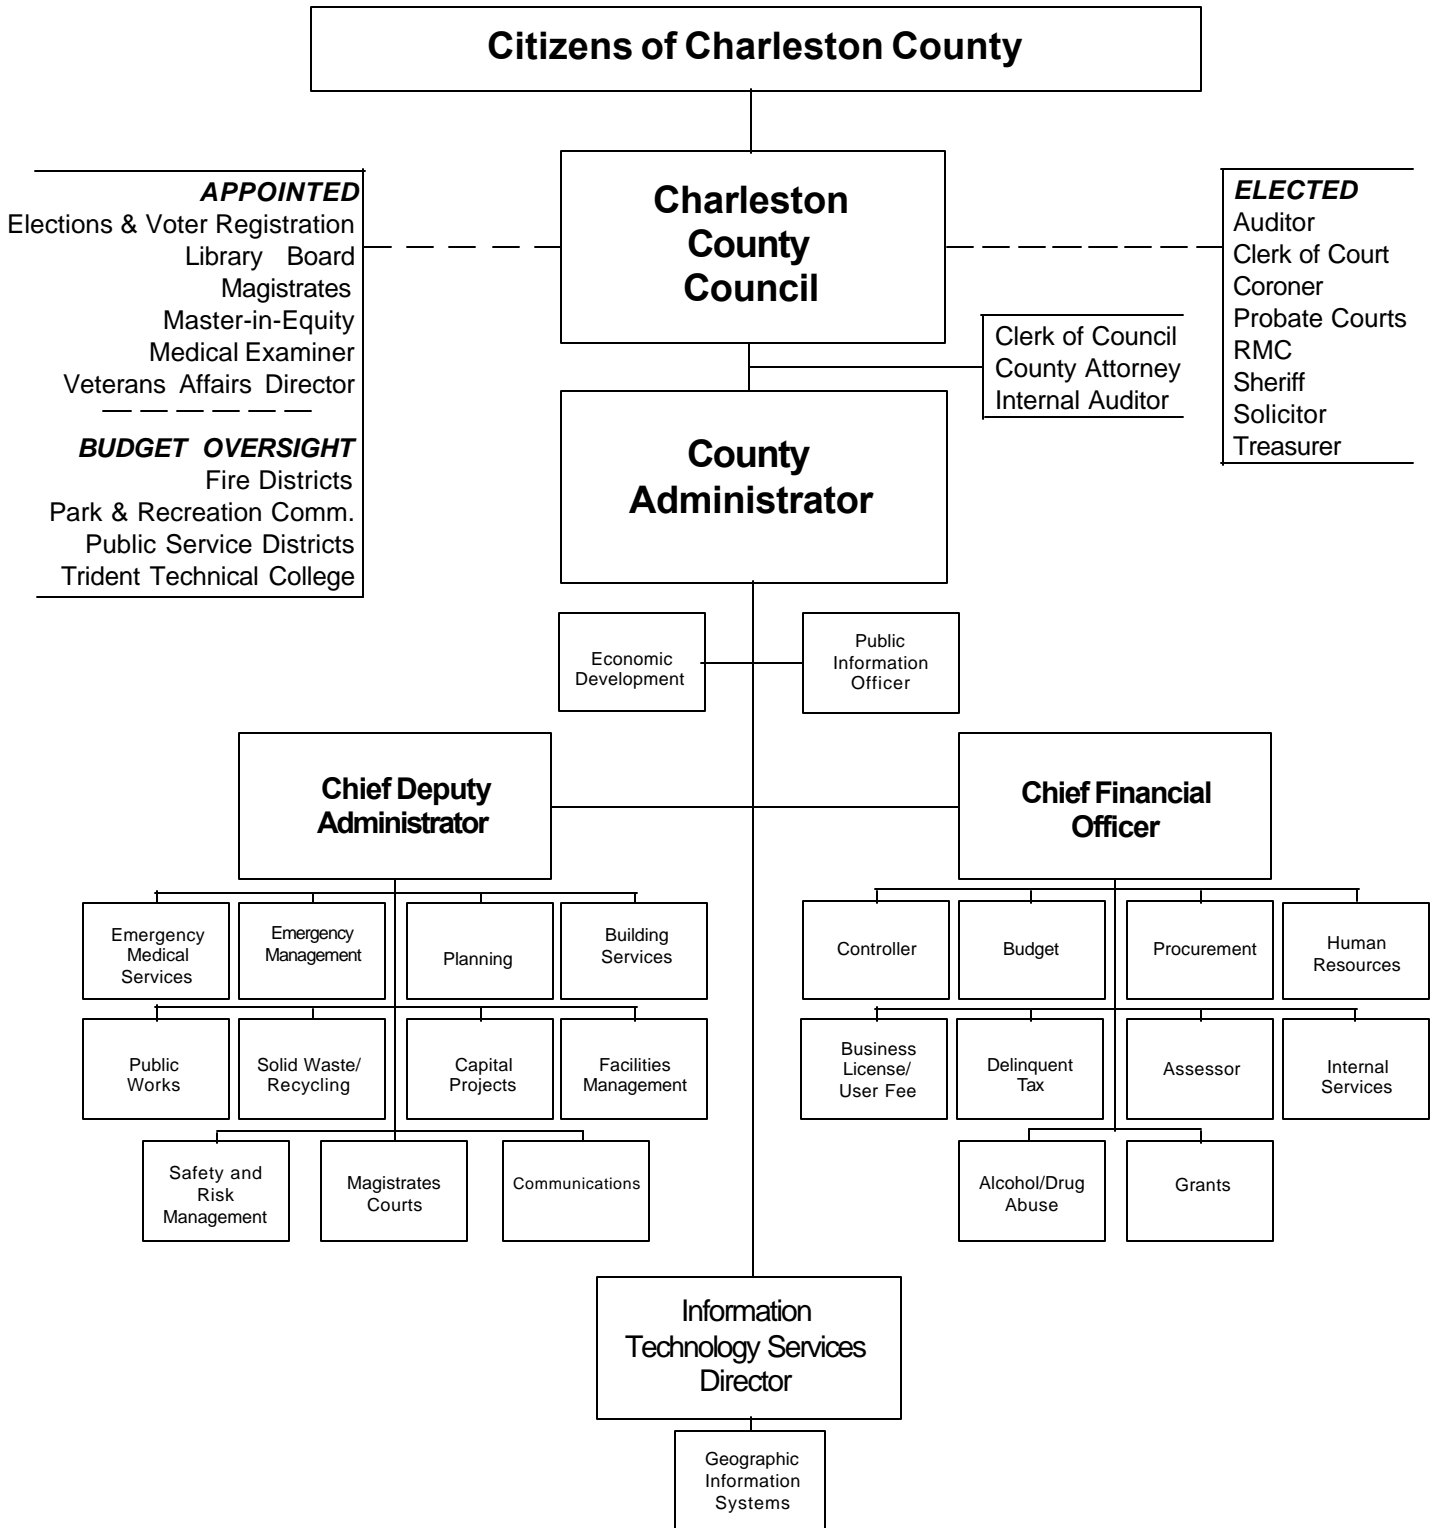 Citizens of Charleston County
Charleston
County
Council
APPOINTED
Elections & Voter Registration
Library Board
Magistrates
Master-in-Equity
Medical Examiner
Veterans Affairs Director
BUDGET OVERSIGHT
Fire Districts
Park & Recreation Comm.
Public Service Districts
Trident Technical College
ELECTED
Auditor
Clerk of Court
Coroner
Probate Courts
RMC
Sheriff
Solicitor
Treasurer
Clerk of Council
County Attorney
Internal Auditor
County
Administrator
Economic
Development
Public
Information
Officer
Chief Deputy
Administrator
Chief Financial
Officer
Emergency
Medical
Services
Emergency
Management
Planning
Building
Services
Public
Works
Solid Waste/
Recycling
Capital
Projects
Facilities
Management
Safety and
Risk
Management
Magistrates
Courts
Communications
Controller
Budget
Procurement
Human
Resources
Business
License/
User Fee
Delinquent
Tax
Assessor
Internal
Services
Alcohol/Drug
Abuse
Grants
Information
Technology Services
Director
Geographic
Information
Systems